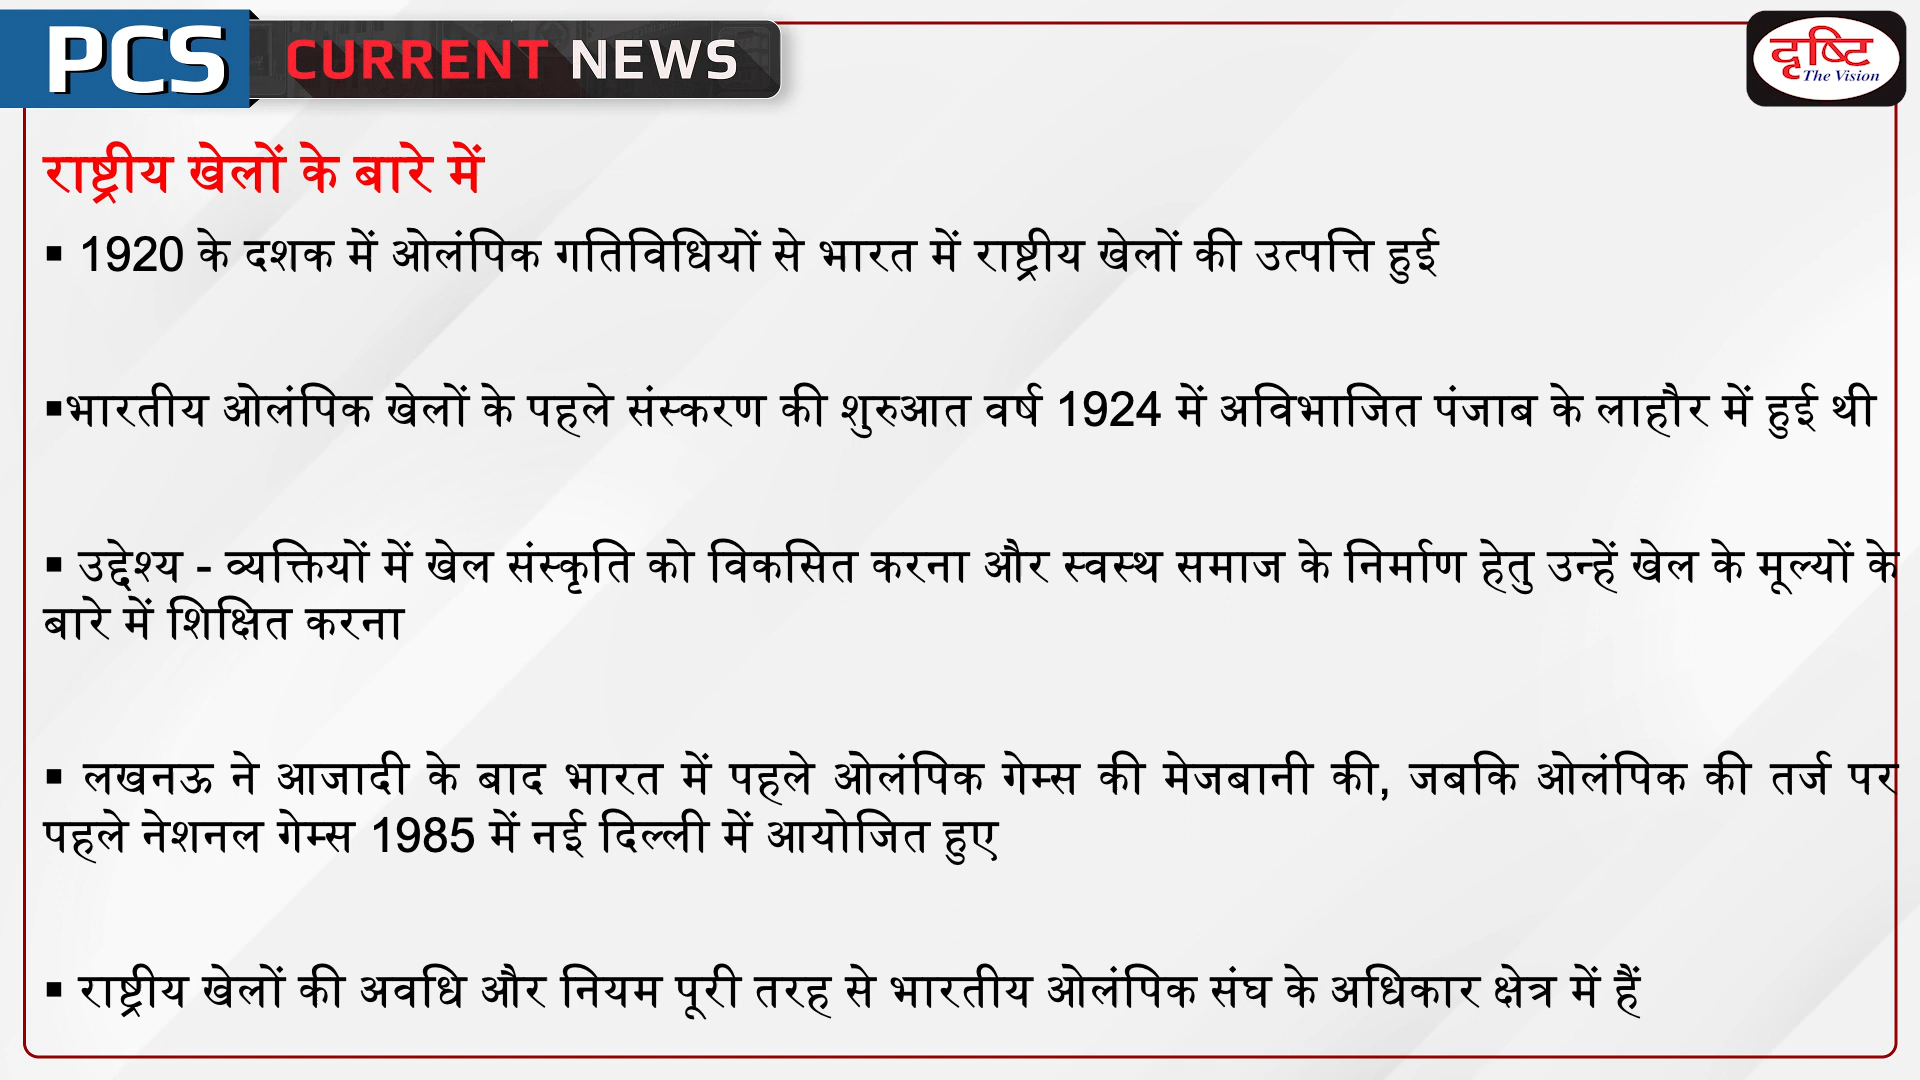 PCS CURRENT NEWS
दृष्टि
The Vision
राष्ट्रीय खेलों के बारे में
▪ 1920 के दशक में ओलंपिक गतिविधियों से भारत में राष्ट्रीय खेलों की उत्पत्ति हुई
▪भारतीय ओलंपिक खेलों के पहले संस्करण की शुरुआत वर्ष 1924 में अविभाजित पंजाब के लाहौर में हुई थी
▪ उद्देश्य - व्यक्तियों में खेल संस्कृति को विकसित करना और स्वस्थ समाज के निर्माण हेतु उन्हें खेल के मूल्यों के
बारे में शिक्षित करना
▪ लखनऊ ने आजादी के बाद भारत में पहले ओलंपिक गेम्स की मेजबानी की, जबकि ओलंपिक की तर्ज पर
पहले नेशनल गेम्स 1985 में नई दिल्ली में आयोजित हुए
▪ राष्ट्रीय खेलों की अवधि और नियम पूरी तरह से भारतीय ओलंपिक संघ के अधिकार क्षेत्र में हैं